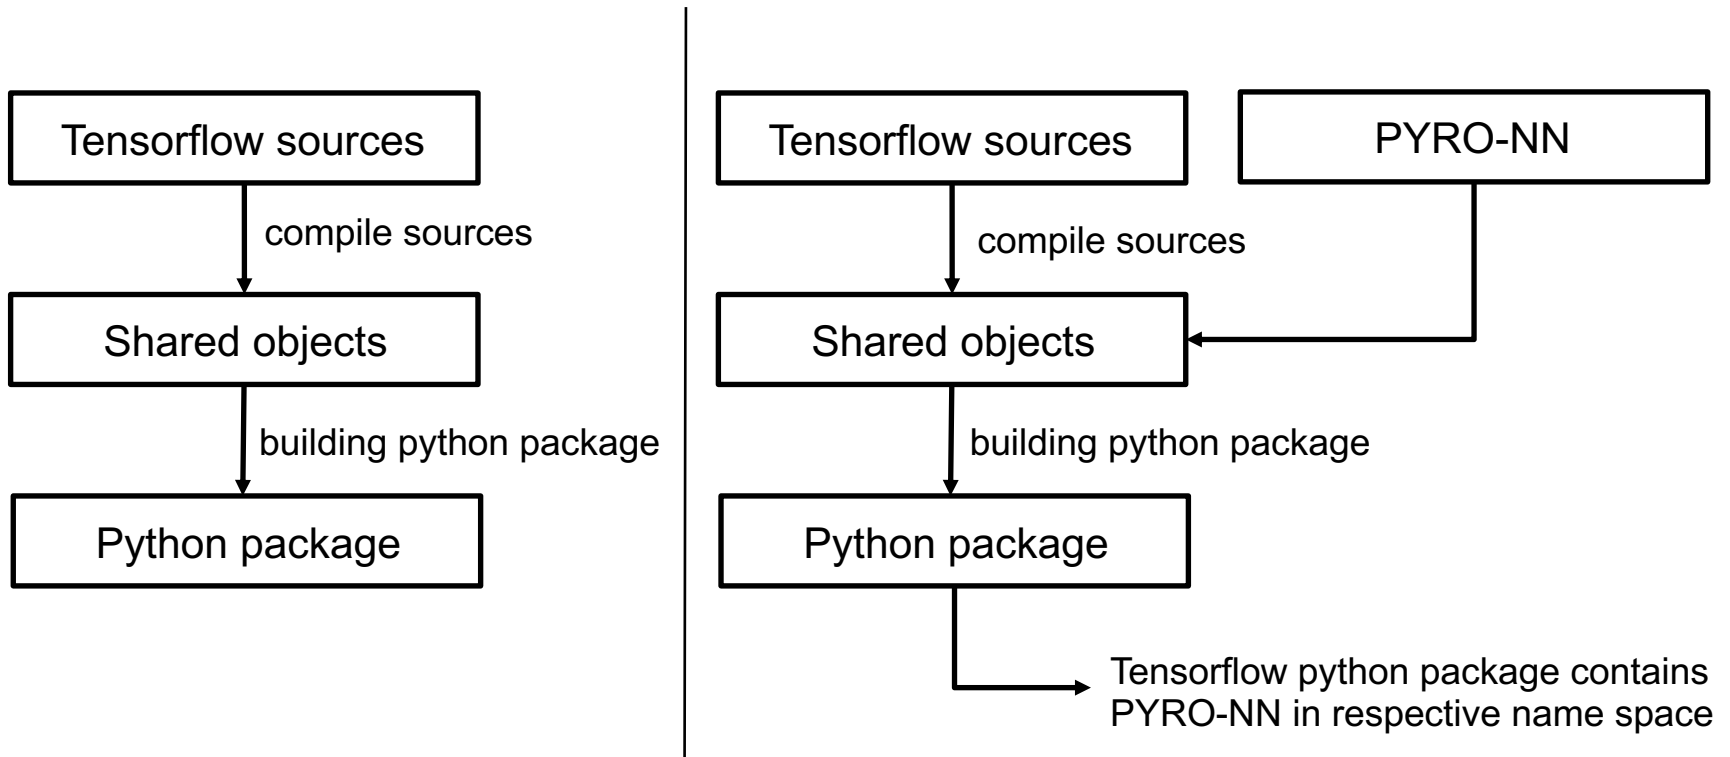 Tensorflow sources
compile sources
Shared objects
building python package
Python package
Tensorflow sources
PYRO-NN
compile sources
Shared objects
building python package
Python package
Tensorflow python package contains
PYRO-NN in respective name space